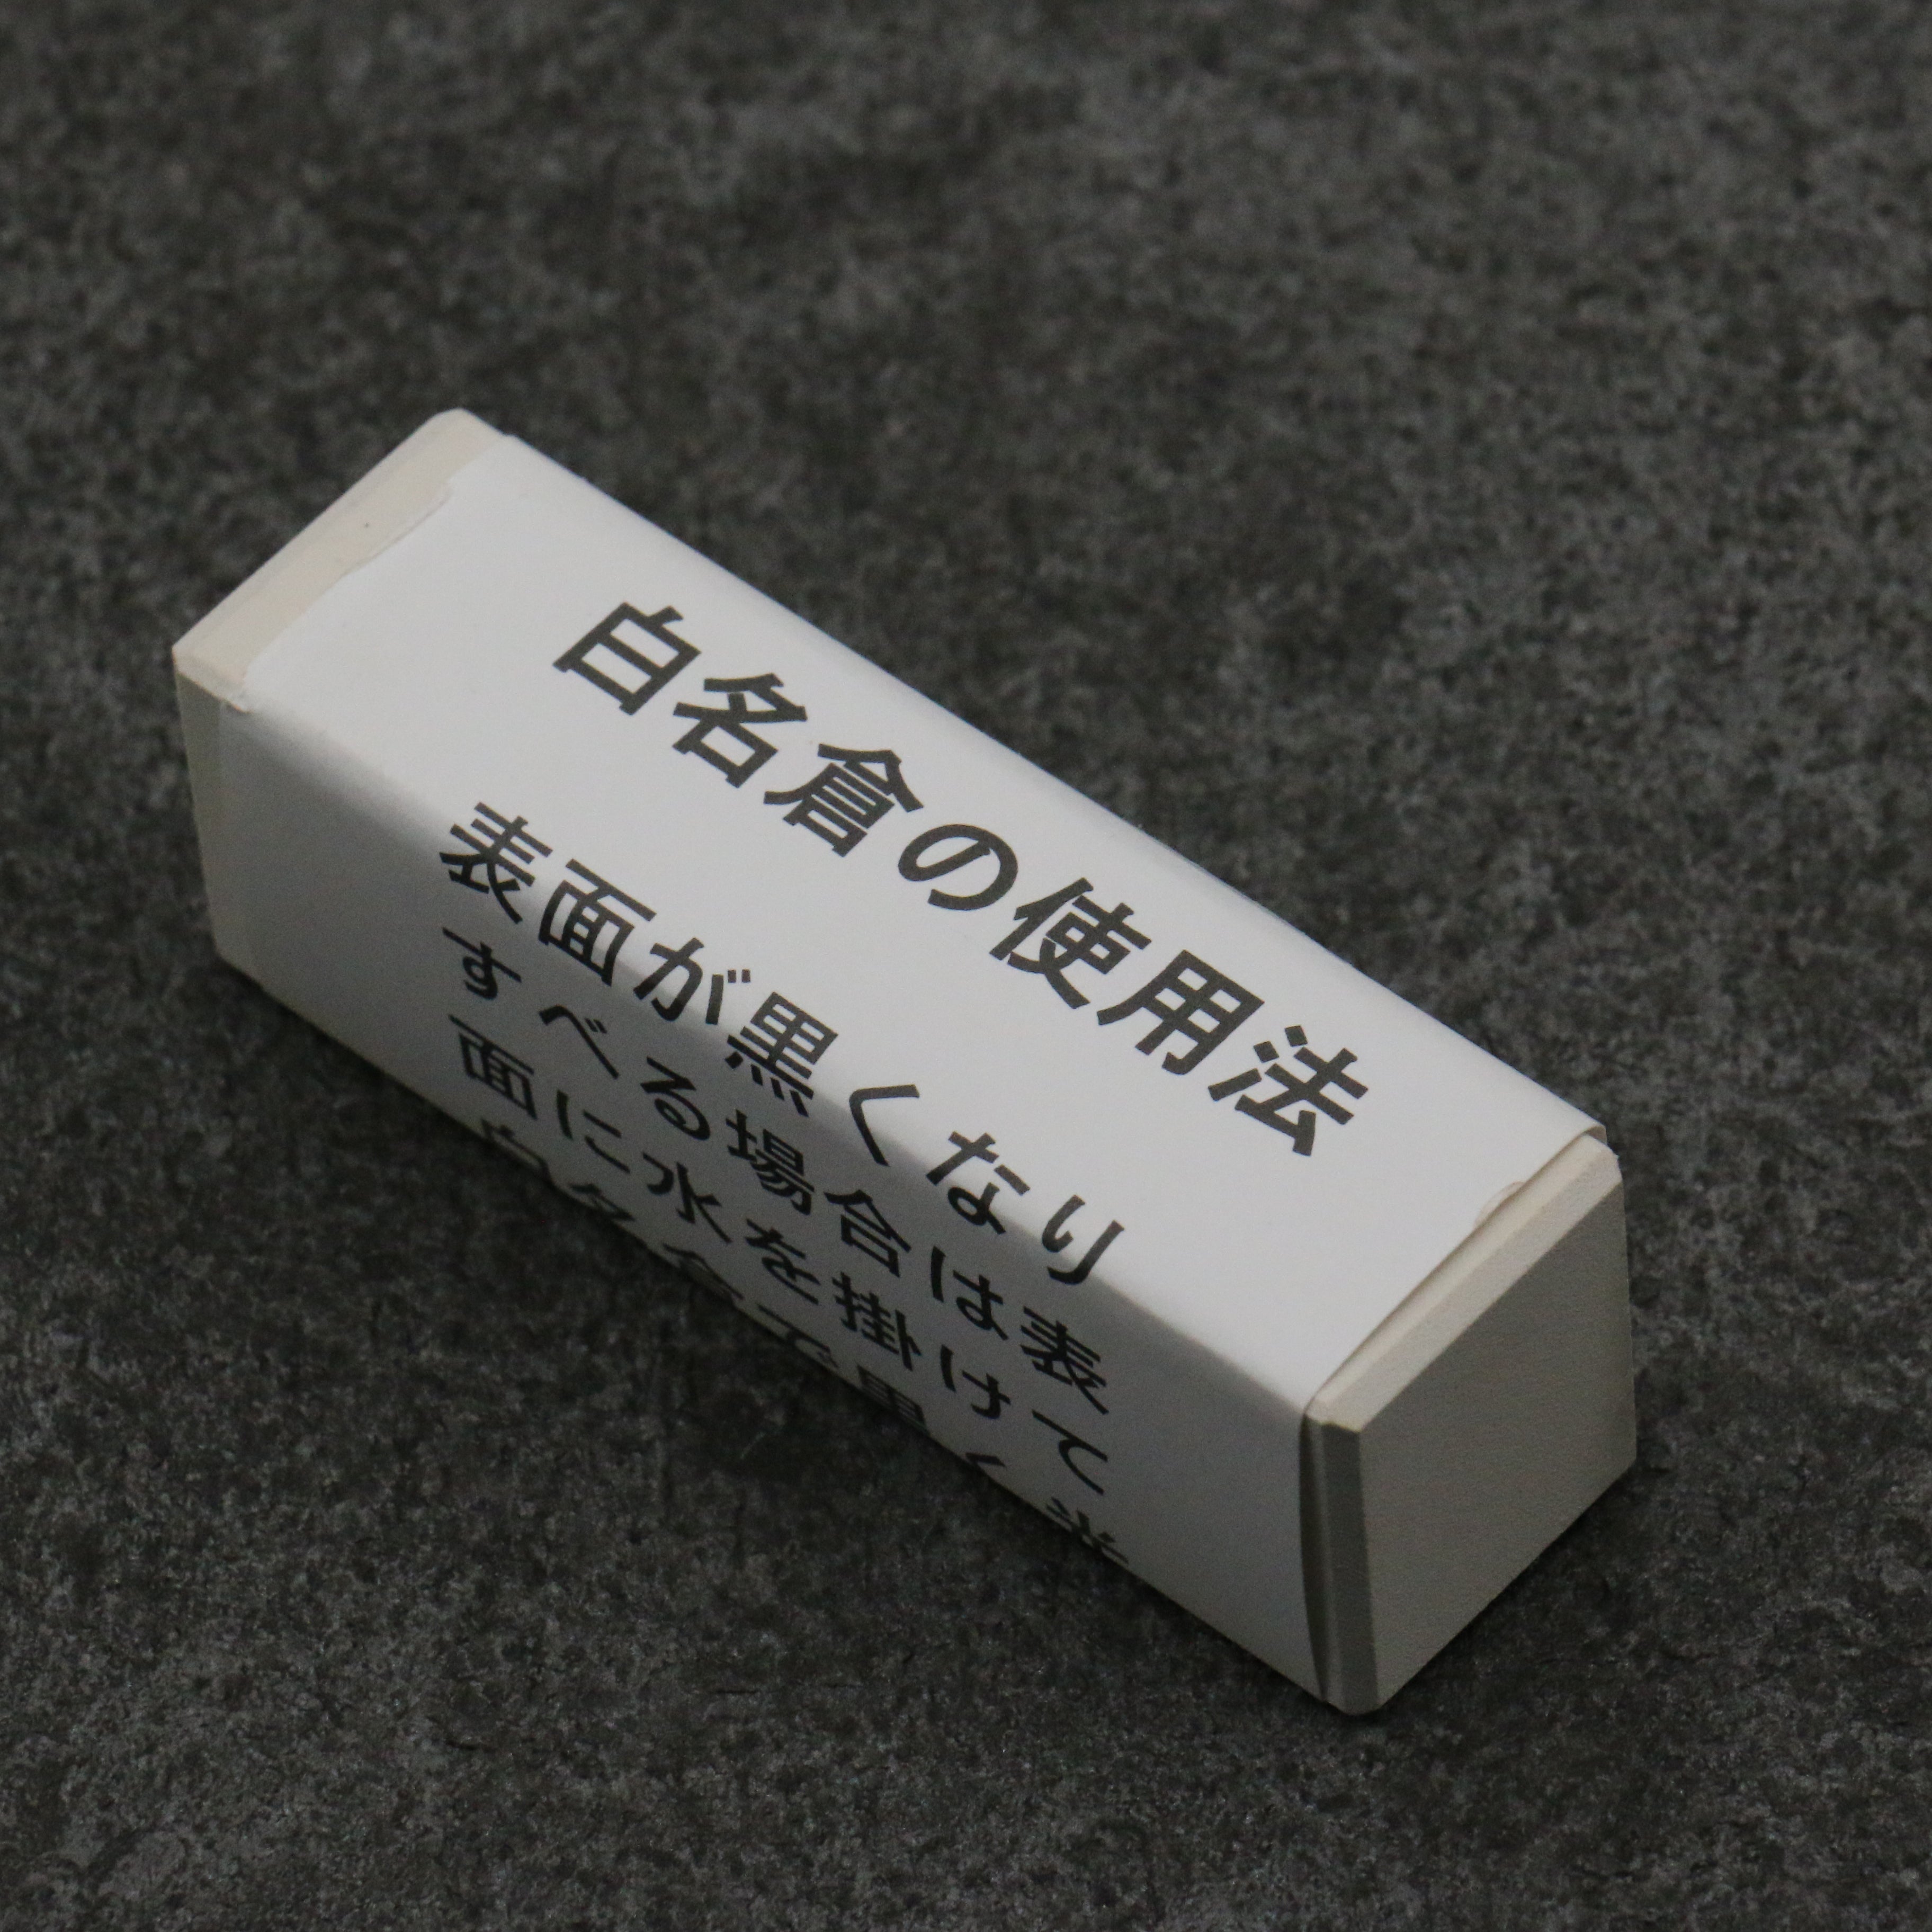 白名倉の使用法
表面が黒くなり
すべる場合は表
面に水を掛けて